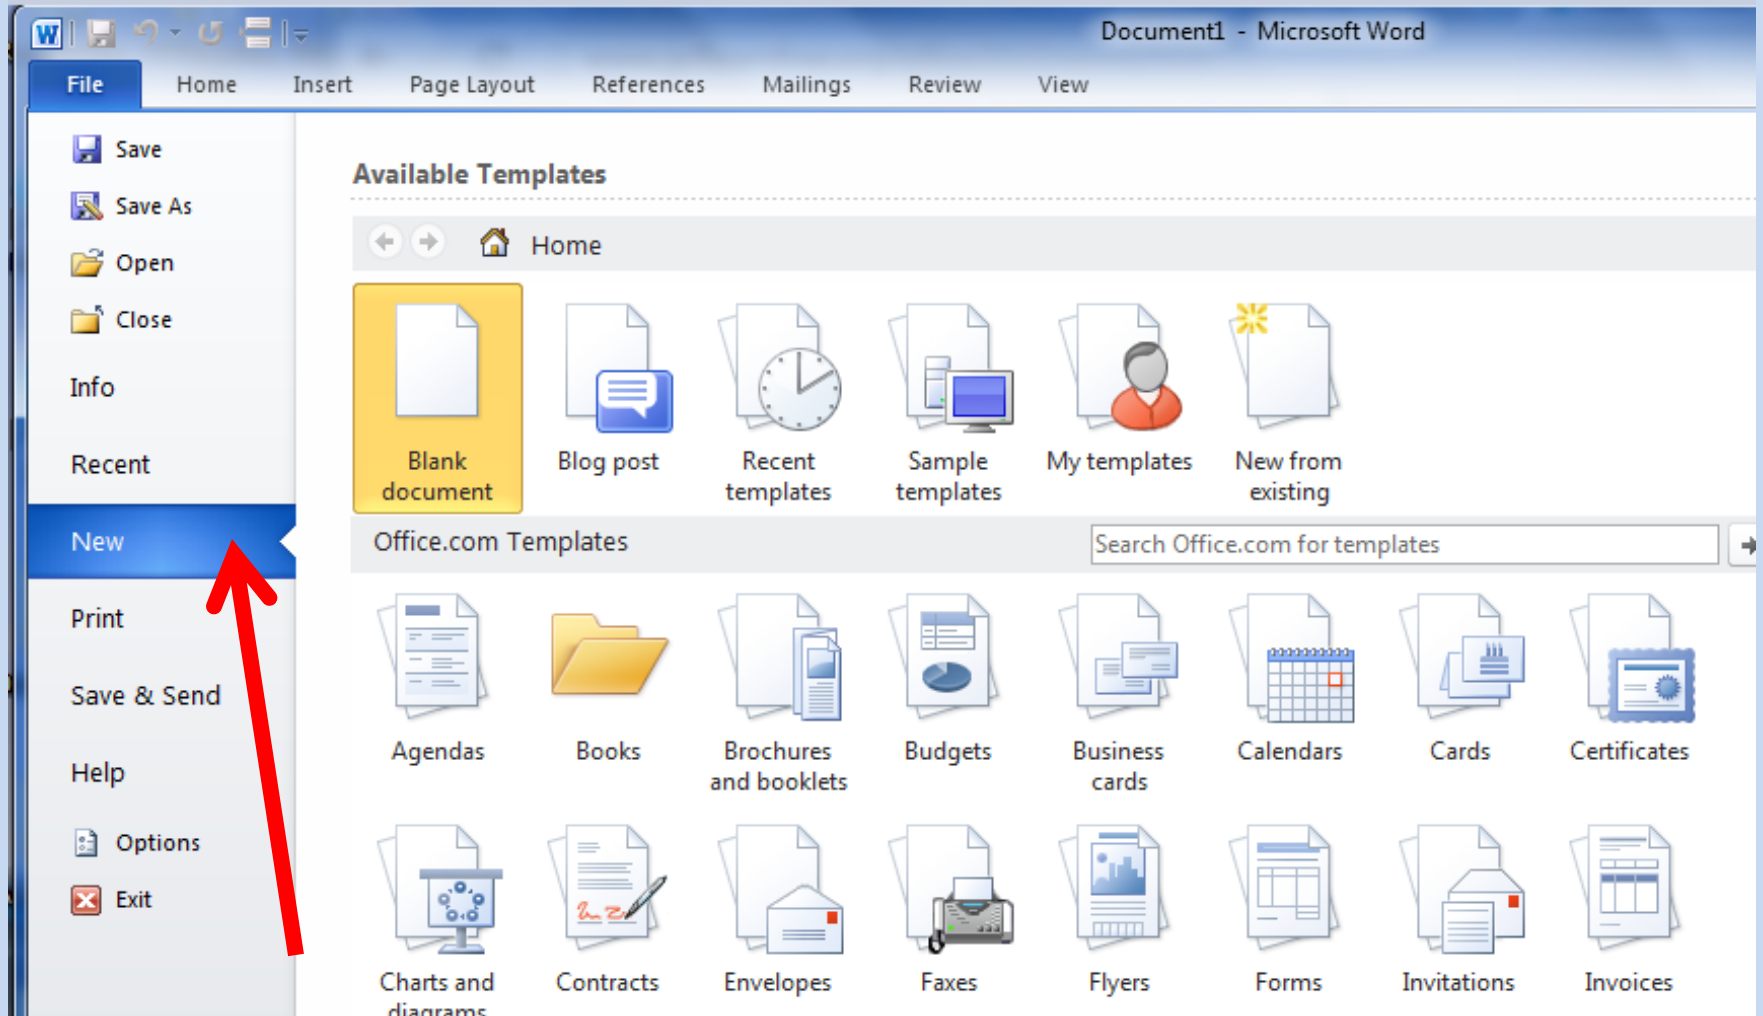 Document1 - Microsoft Word
File Home Insert Page Layout References Mailings Review View
Save
Save As
Open
Close
Info
Recent
New
Print
Save & Send
Help
Options
Exit
Available Templates
Home
Blank document
Blog post
Recent templates
Sample templates
My templates
New from existing
Office.com Templates
Search Office.com for templates
Agendas
Books
Brochures and booklets
Budgets
Business cards
Calendars
Cards
Certificates
Charts and diagrams
Contracts
Envelopes
Faxes
Flyers
Forms
Invitations
Invoices